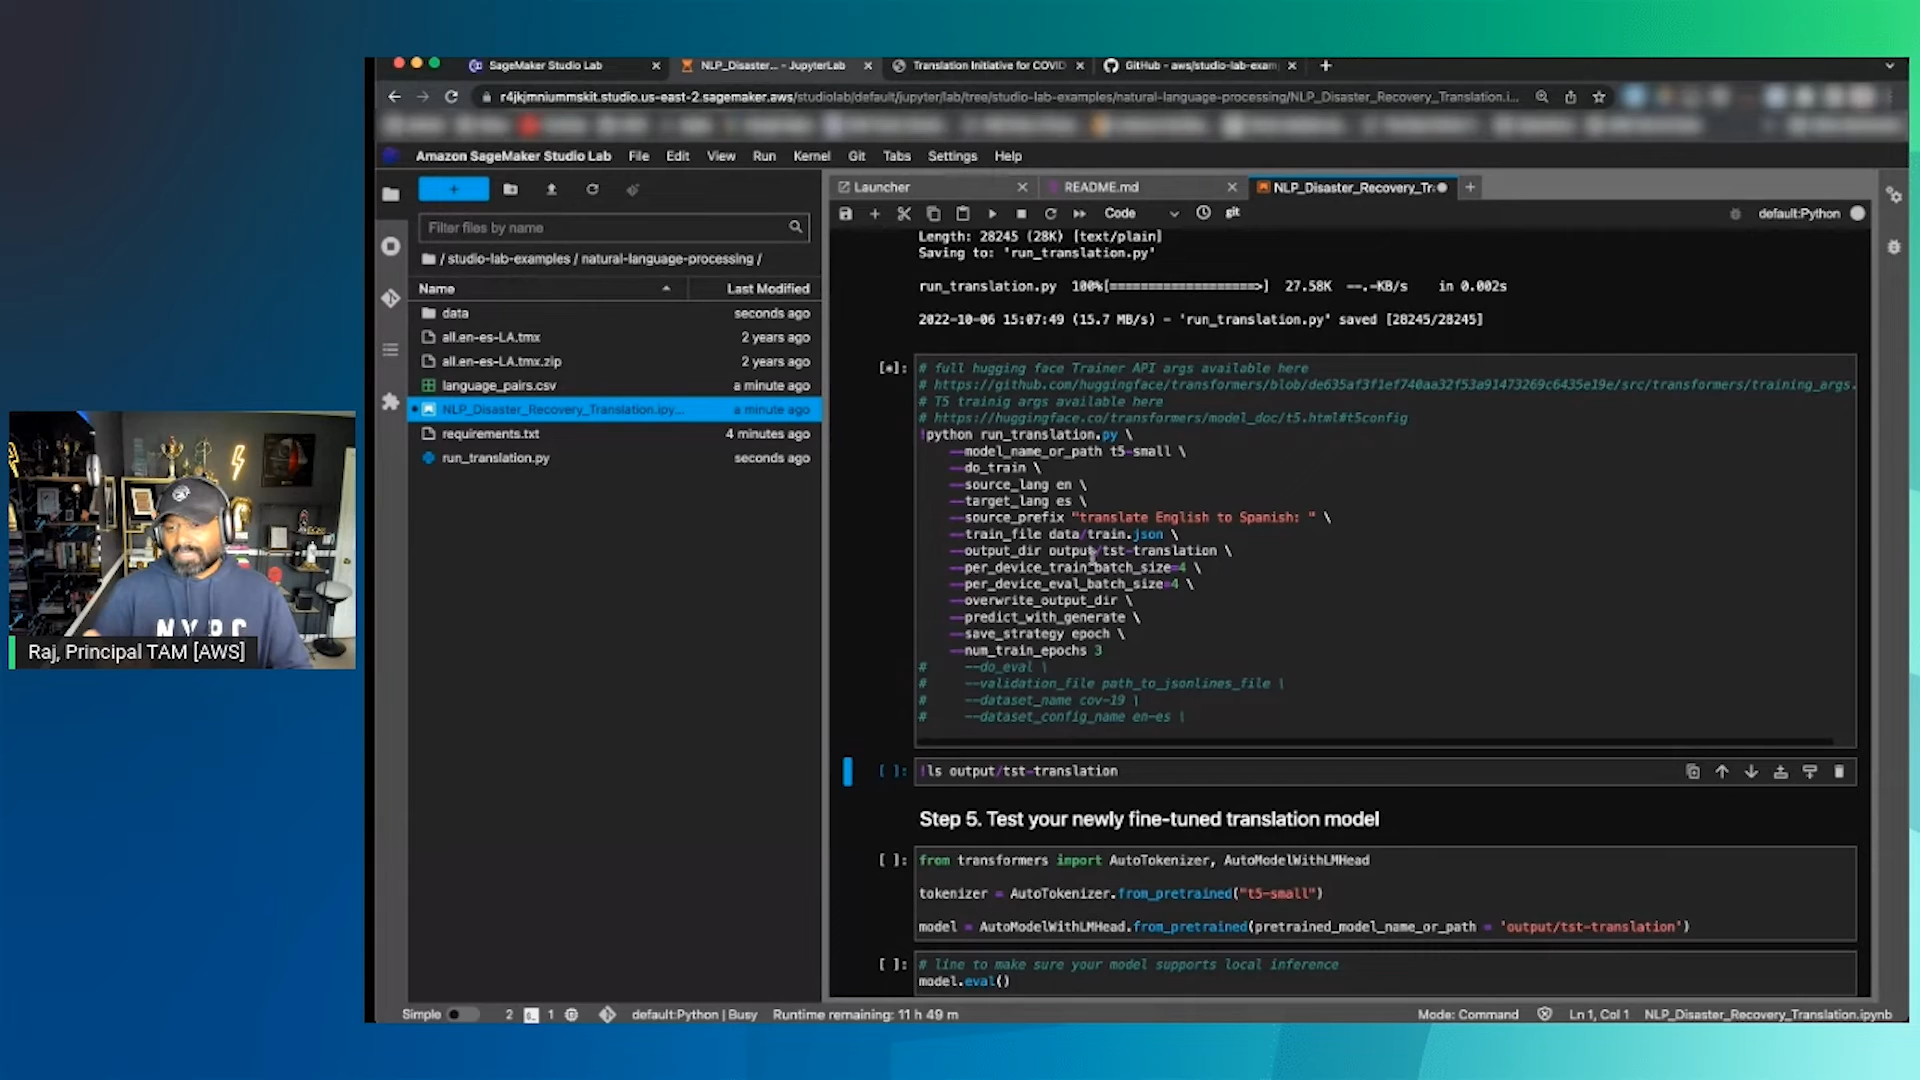 SageMaker Studio Lab
NLP_Disaster... - JupyterLab
Translation Initiative for COVID
GitHub - aws/studio-lab-exam
r4jkjmniummskit.studio.us-east-2.sagemaker.aws/studiolab/default/jupyter/lab/tree/studio-lab-examples/natural-language-processing/NLP_Disaster_Recovery_Translation.i...
Amazon SageMaker Studio Lab File Edit View Run Kernel Git Tabs Settings Help
Filter files by name
/ studio-lab-examples / natural-language-processing /
Name Last Modified
data seconds ago
all.en-es-LA.tmx 2 years ago
all.en-es-LA.tmx.zip 2 years ago
language_pairs.csv a minute ago
NLP_Disaster_Recovery_Translation.ipy... a minute ago
requirements.txt 4 minutes ago
run_translation.py seconds ago
Launcher README.md NLP_Disaster_Recovery_Tr
Code git default:Python
Length: 28245 (28K) [text/plain]
Saving to: 'run_translation.py'
run_translation.py 100%[===================>] 27.58K --.-KB/s in 0.002s
2022-10-06 15:07:49 (15.7 MB/s) - 'run_translation.py' saved [28245/28245]
[*]:
# full hugging face Trainer API args available here
# https://github.com/huggingface/transformers/blob/de635af3f1ef740aa32f53a91473269c6435e19e/src/transformers/training_args.
# T5 trainig args available here
# https://huggingface.co/transformers/model_doc/t5.html#t5config
!python run_translation.py \
--model_name_or_path t5-small \
--do_train \
--source_lang en \
--target_lang es \
--source_prefix "translate English to Spanish: " \
--train_file data/train.json \
--output_dir output/tst-translation \
--per_device_train_batch_size=4 \
--per_device_eval_batch_size=4 \
--overwrite_output_dir \
--predict_with_generate \
--save_strategy epoch \
--num_train_epochs 3
# --do_eval \
# --validation_file path_to_jsonlines_file \
# --dataset_name cov-19 \
# --dataset_config_name en-es \
[ ]: !ls output/tst-translation
Step 5. Test your newly fine-tuned translation model
[ ]: from transformers import AutoTokenizer, AutoModelWithLMHead
tokenizer = AutoTokenizer.from_pretrained("t5-small")
model = AutoModelWithLMHead.from_pretrained(pretrained_model_name_or_path = 'output/tst-translation')
[ ]: # line to make sure your model supports local inference
model.eval()
Simple 2 1 default:Python | Busy Runtime remaining: 11 h 49 m Mode: Command Ln 1, Col 1 NLP_Disaster_Recovery_Translation.ipynb
Raj, Principal TAM [AWS]